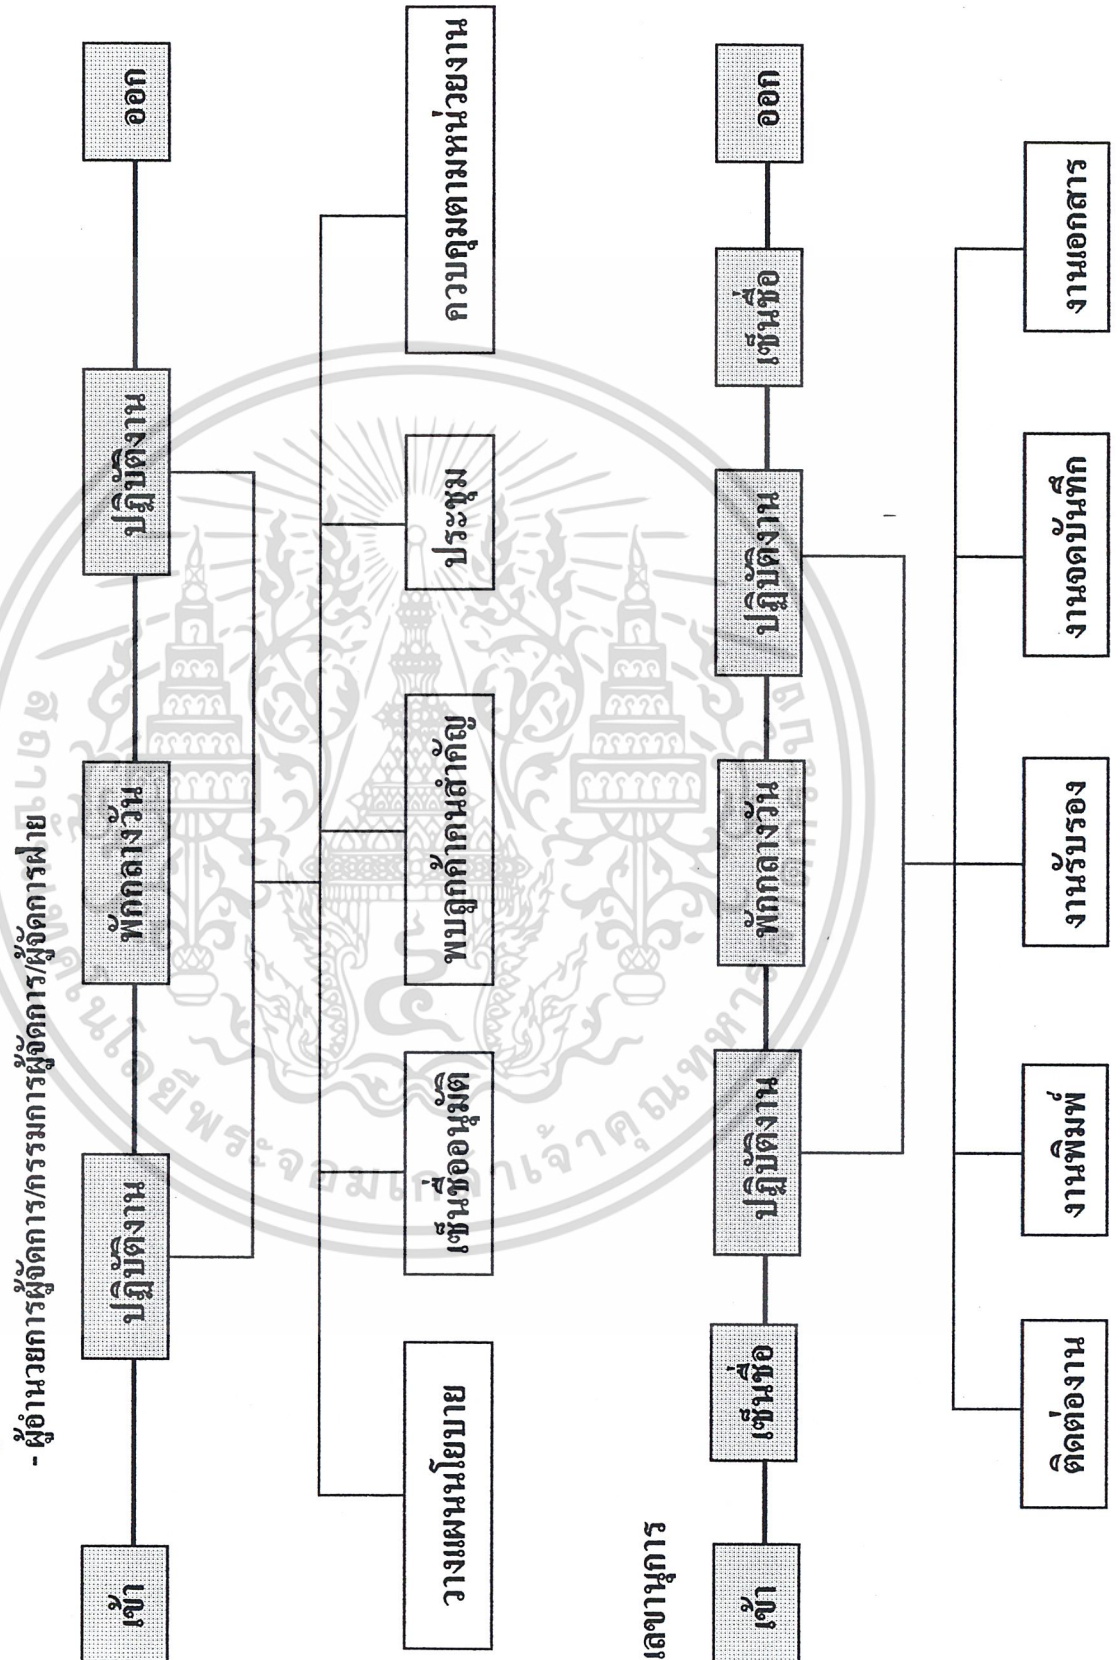 - ผู้อำนวยการผู้จัดการ/กรรมการผู้จัดการ/ผู้จัดการฝ่าย
เข้า ปฏิบัติงาน พักกลางวัน ปฏิบัติงาน ออก
วางแผนนโยบาย เซ็นชื่ออนุมัติ พบลูกค้าคนสำคัญ ประชุม ควบคุมตามหน่วยงาน
เลขานุการ
เข้า เซ็นชื่อ ปฏิบัติงาน พักกลางวัน ปฏิบัติงาน เซ็นชื่อ ออก
ติดต่องาน งานพิมพ์ งานรับรอง งานจดบันทึก งานเอกสาร